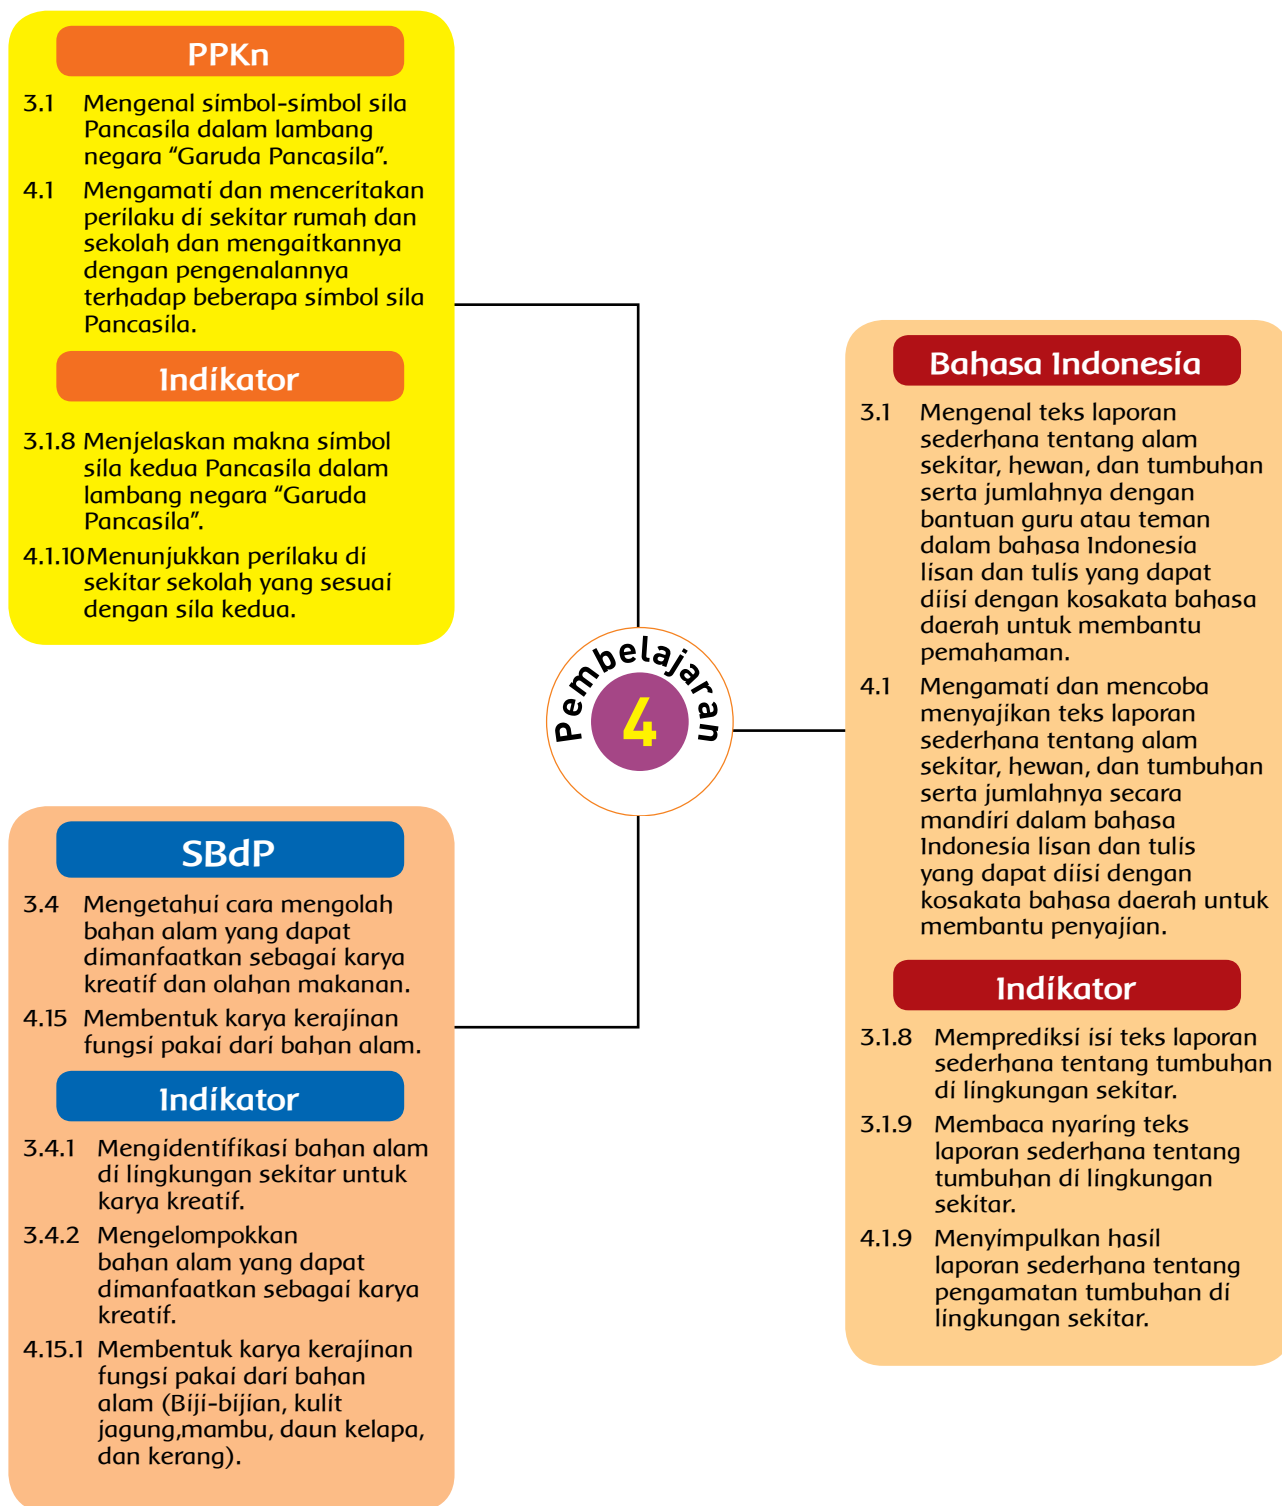 PPKn
3.1 Mengenal simbol-simbol sila
Pancasila dalam lambang
negara “Garuda Pancasila”.
4.1 Mengamati dan menceritakan
perilaku di sekitar rumah dan
sekolah dan mengaitkannya
dengan pengenalannya
terhadap beberapa simbol sila
Pancasila.
Indikator
3.1.8 Menjelaskan makna simbol
sila kedua Pancasila dalam
lambang negara “Garuda
Pancasila”.
4.1.10Menunjukkan perilaku di
sekitar sekolah yang sesuai
dengan sila kedua.
Pembelajaran
4
SBdP
3.4 Mengetahui cara mengolah
bahan alam yang dapat
dimanfaatkan sebagai karya
kreatif dan olahan makanan.
4.15 Membentuk karya kerajinan
fungsi pakai dari bahan alam.
Indikator
3.4.1 Mengidentifikasi bahan alam
di lingkungan sekitar untuk
karya kreatif.
3.4.2 Mengelompokkan
bahan alam yang dapat
dimanfaatkan sebagai karya
kreatif.
4.15.1 Membentuk karya kerajinan
fungsi pakai dari bahan
alam (Biji-bijian, kulit
jagung,mambu, daun kelapa,
dan kerang).
Bahasa Indonesia
3.1 Mengenal teks laporan
sederhana tentang alam
sekitar, hewan, dan tumbuhan
serta jumlahnya dengan
bantuan guru atau teman
dalam bahasa Indonesia
lisan dan tulis yang dapat
diisi dengan kosakata bahasa
daerah untuk membantu
pemahaman.
4.1 Mengamati dan mencoba
menyajikan teks laporan
sederhana tentang alam
sekitar, hewan, dan tumbuhan
serta jumlahnya secara
mandiri dalam bahasa
Indonesia lisan dan tulis
yang dapat diisi dengan
kosakata bahasa daerah untuk
membantu penyajian.
Indikator
3.1.8 Memprediksi isi teks laporan
sederhana tentang tumbuhan
di lingkungan sekitar.
3.1.9 Membaca nyaring teks
laporan sederhana tentang
tumbuhan di lingkungan
sekitar.
4.1.9 Menyimpulkan hasil
laporan sederhana tentang
pengamatan tumbuhan di
lingkungan sekitar.